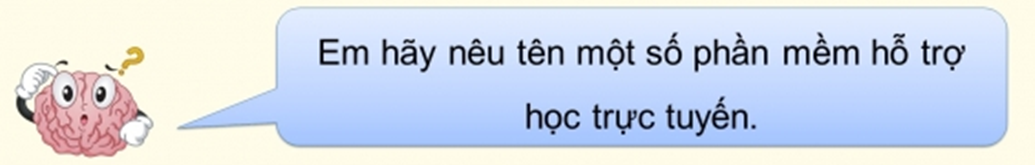 Em hãy nêu tên một số phần mềm hỗ trợ
học trực tuyến.